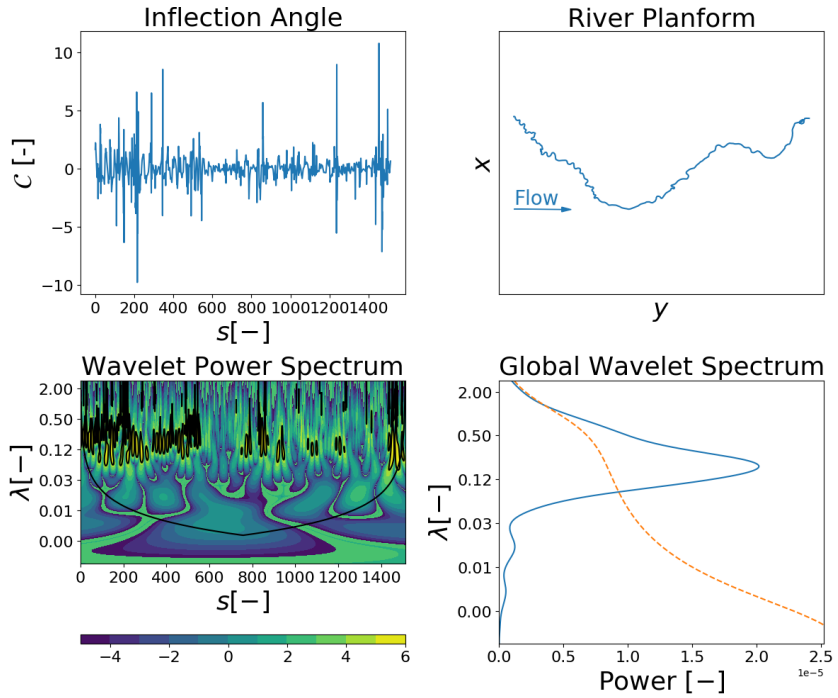 Inflection Angle
10
5
0
−5
−10
C [-]
0 200 400 600 800 1000 1200 1400
s[−]
River Planform
x
Flow
y
Wavelet Power Spectrum
2.00
0.50
0.12
0.03
0.01
0.00
λ[−]
0 200 400 600 800 1000 1200 1400
s[−]
−4 −2 0 2 4 6
Global Wavelet Spectrum
2.00
0.50
0.12
0.03
0.01
0.00
λ[−]
0.0 0.5 1.0 1.5 2.0 2.5
1e−5
Power [−]